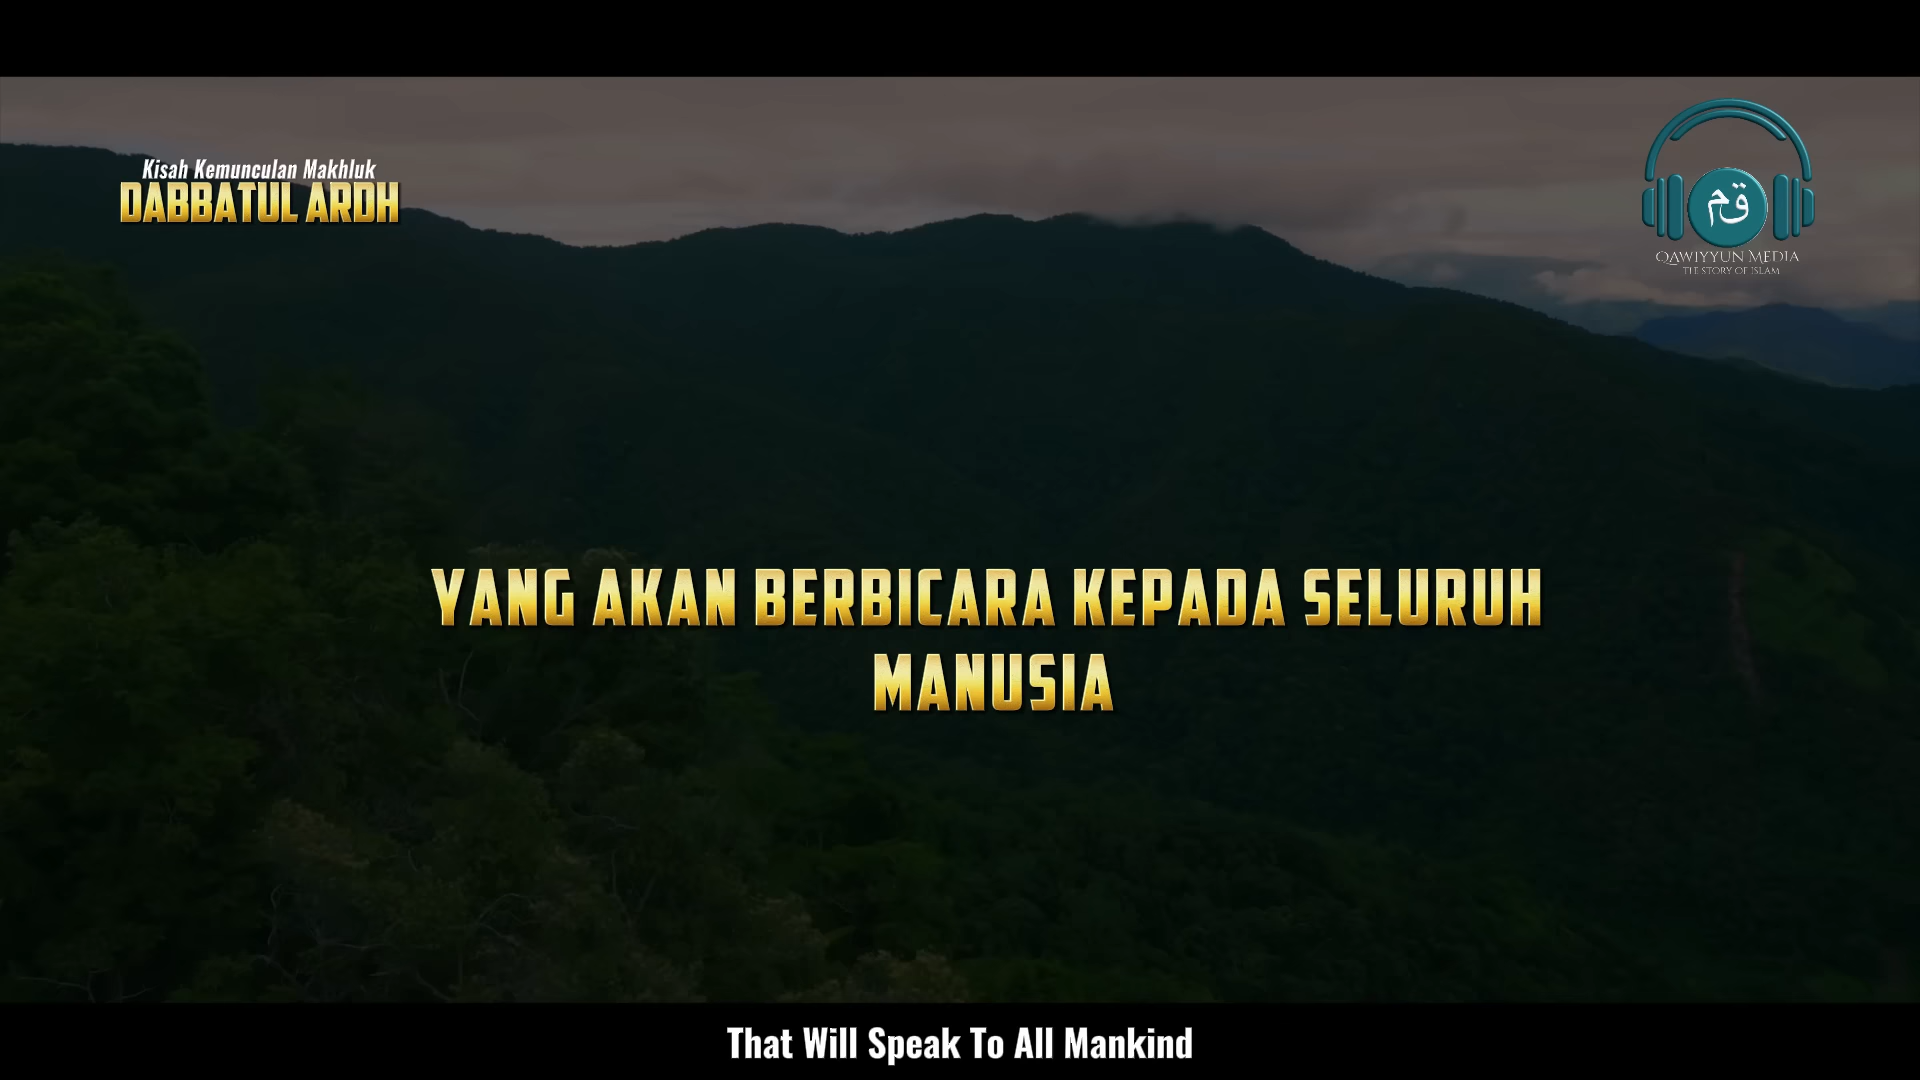 Kisah Kemunculan Makhluk
DABBATUL ARDH
قم
QAWIYYUN MEDIA
THE STORY OF ISLAM
YANG AKAN BERBICARA KEPADA SELURUH
MANUSIA
That Will Speak To All Mankind